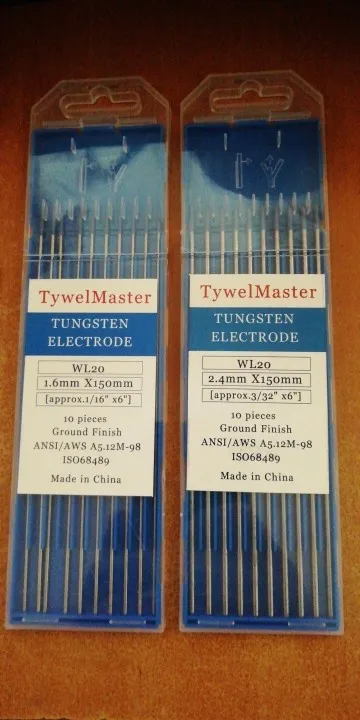 TywelMaster
TUNGSTEN
ELECTRODE
WL20
1.6mm X150mm
[approx.1/16" x6"]
10 pieces
Ground Finish
ANSI/AWS A5.12M-98
ISO68489
Made in China
TywelMaster
TUNGSTEN
ELECTRODE
WL20
2.4mm X150mm
[approx.3/32" x6"]
10 pieces
Ground Finish
ANSI/AWS A5.12M-98
ISO68489
Made in China